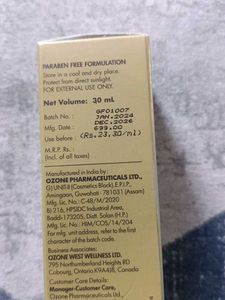 PARABEN FREE FORMULATION
Store in a cool and dry place.
Protect from direct sunlight.
FOR EXTERNAL USE ONLY.
Net Volume: 30 mL
Batch No. : GF01007
Mfg. Date : JAN.2024
Use before : DEC.2026
699.00
M.R.P. Rs. : (Rs.23.30/ml)
(Incl. of all taxes)
Manufactured in India by:
OZONE PHARMACEUTICALS LTD.,
G) UNIT-II (Cosmetics Block), E.P.I.P.,
Amingaon, Guwahati - 781031 (Assam)
Mfg. Lic. No.: C-48/M/2020
B) 216, HPSIDC Industrial Area,
Baddi-173205, Distt. Solan (H.P.)
Mfg. Lic. No.: HIM/COS/14/204
For mfg. unit address, refer to the first
character of the batch code.
Business Associates:
OZONE WEST WELLNESS LTD.
795 Northumberland Heights RD
Cobourg, Ontario K9A4J8, Canada
Customer Care Details:
Manager-Customer Care,
Ozone Pharmaceuticals Ltd.,